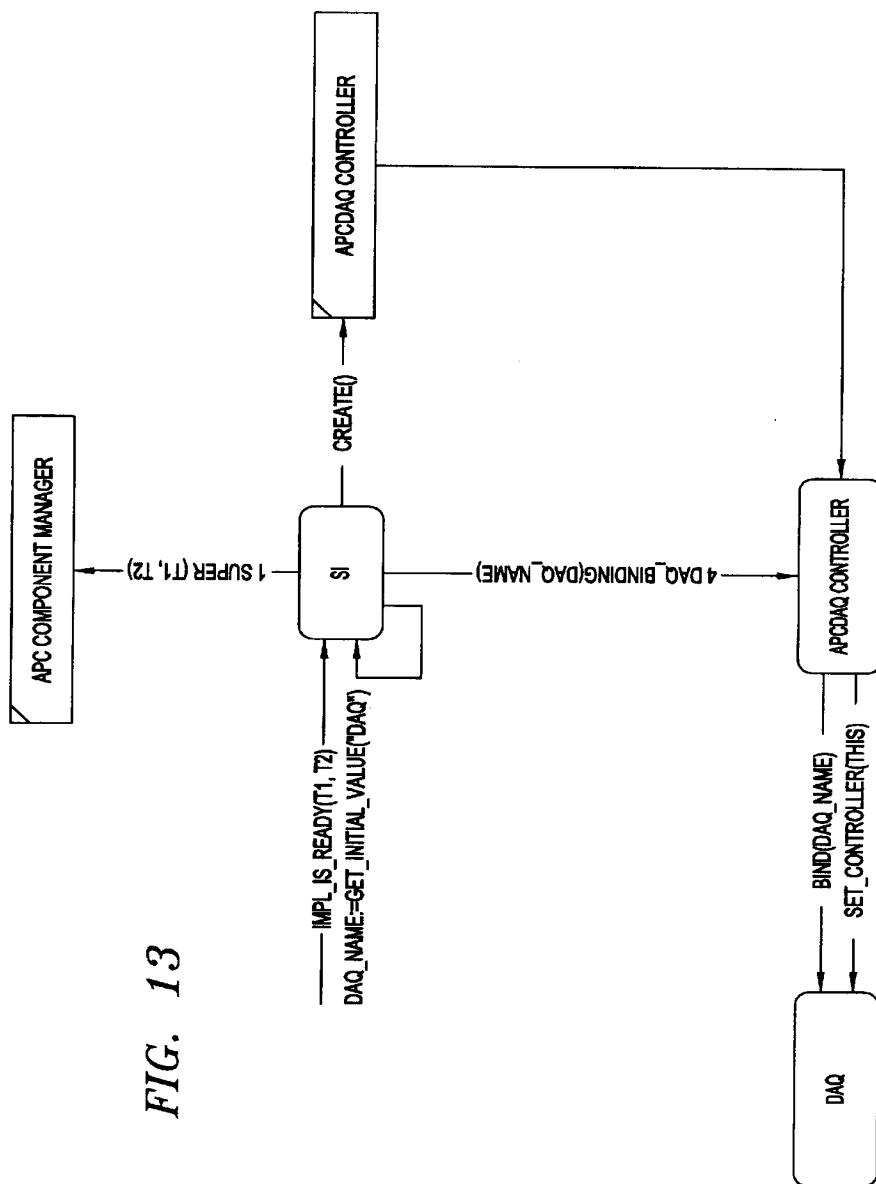 FIG. 13
APC COMPONENT MANAGER
1 SUPER (T1, T2)
IMPL_IS_READY(T1, T2)
DAQ_NAME:=GET_INITIAL_VALUE("DAQ")
SI
CREATE()
APCDAQ CONTROLLER
4 DAQ_BINDING(DAQ_NAME)
DAQ
BIND(DAQ_NAME)
SET_CONTROLLER(THIS)
APCDAQ CONTROLLER